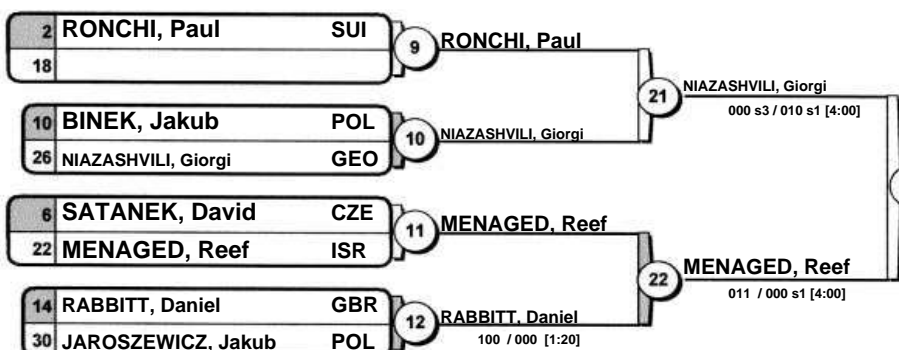 2 RONCHI, Paul SUI
18
9 RONCHI, Paul
10 BINEK, Jakub POL
26 NIAZASHVILI, Giorgi GEO
10 NIAZASHVILI, Giorgi
21 NIAZASHVILI, Giorgi
000 s3 / 010 s1 [4:00]
6 SATANEK, David CZE
22 MENAGED, Reef ISR
11 MENAGED, Reef
14 RABBITT, Daniel GBR
30 JAROSZEWICZ, Jakub POL
12 RABBITT, Daniel
100 / 000 [1:20]
22 MENAGED, Reef
011 / 000 s1 [4:00]